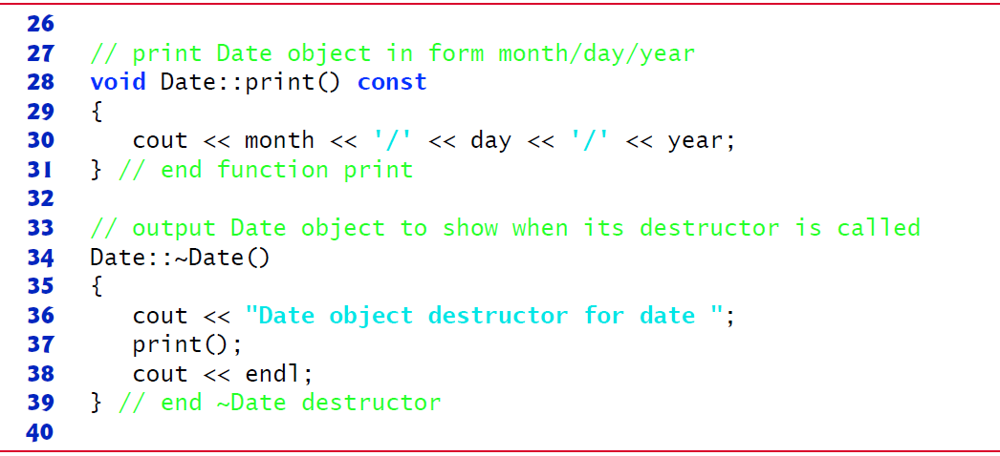 26
27 // print Date object in form month/day/year
28 void Date::print() const
29 {
30 cout << month << '/' << day << '/' << year;
31 } // end function print
32
33 // output Date object to show when its destructor is called
34 Date::~Date()
35 {
36 cout << "Date object destructor for date ";
37 print();
38 cout << endl;
39 } // end ~Date destructor
40